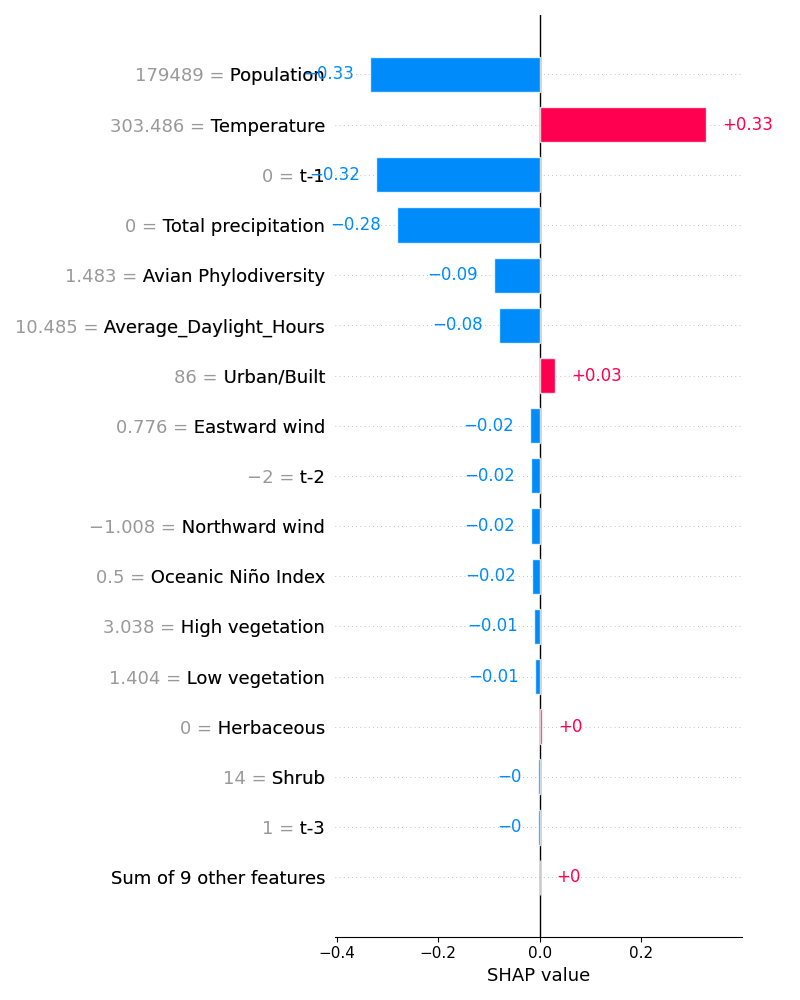 179489 = Population −0.33
303.486 = Temperature +0.33
0 = t-1 −0.32
0 = Total precipitation −0.28
1.483 = Avian Phylodiversity −0.09
10.485 = Average_Daylight_Hours −0.08
86 = Urban/Built +0.03
0.776 = Eastward wind −0.02
−2 = t-2 −0.02
−1.008 = Northward wind −0.02
0.5 = Oceanic Niño Index −0.02
3.038 = High vegetation −0.01
1.404 = Low vegetation −0.01
0 = Herbaceous +0
14 = Shrub −0
1 = t-3 −0
Sum of 9 other features +0
−0.4 −0.2 0.0 0.2
SHAP value